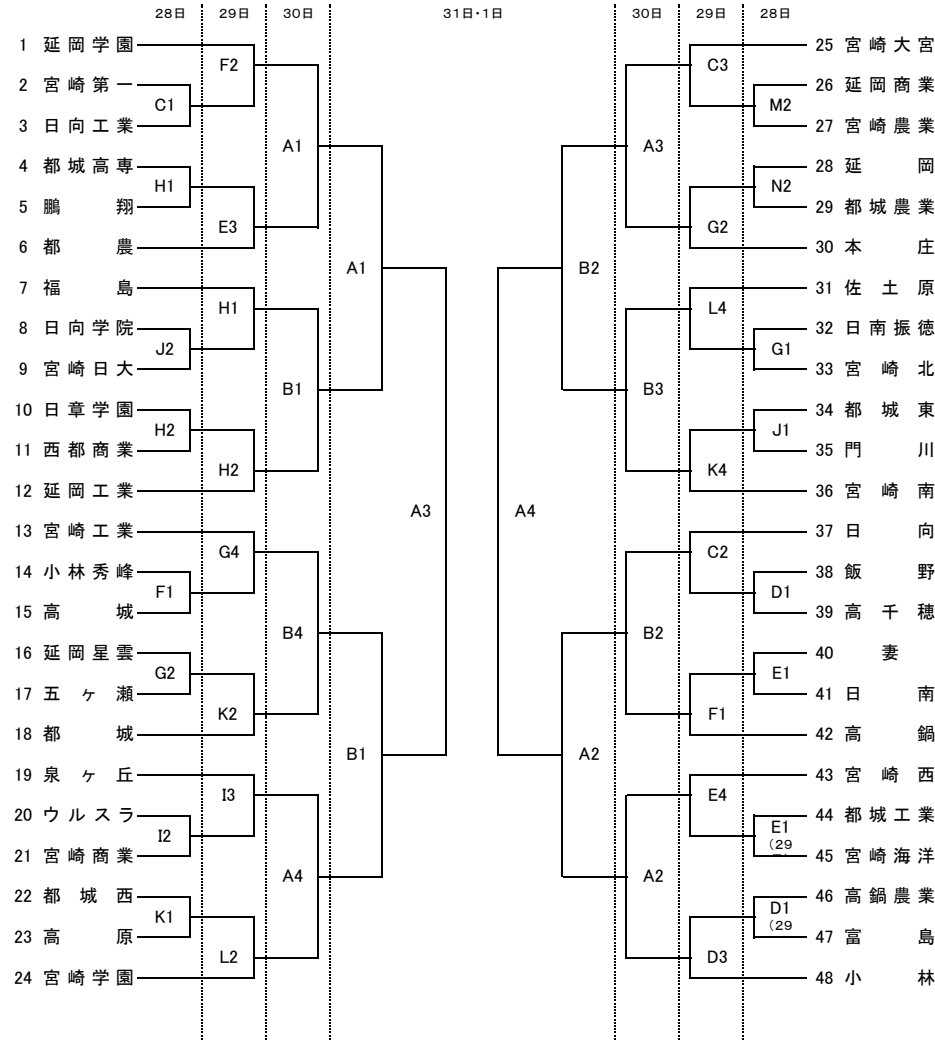 28日 29日 30日 31日・1日 30日 29日 28日
1 延岡学園 25 宮崎大宮
F2 C3
2 宮崎第一 26 延岡商業
C1 M2
3 日向工業 27 宮崎農業
A1 A3
4 都城高専 28 延岡
H1 N2
5 鵬翔 29 都城農業
E3 G2
6 都農 30 本庄
A1 B2
7 福島 31 佐土原
H1 L4
8 日向学院 32 日南振徳
J2 G1
9 宮崎日大 33 宮崎北
B1 B3
10 日章学園 34 都城東
H2 J1
11 西都商業 35 門川
H2 K4
12 延岡工業 36 宮崎南
A3 A4
13 宮崎工業 37 日向
G4 C2
14 小林秀峰 38 飯野
F1 D1
15 高城 39 高千穂
B4 B2
16 延岡星雲 40 妻
G2 E1
17 五ヶ瀬 41 日南
K2 F1
18 都城 42 高鍋
B1 A2
19 泉ヶ丘 43 宮崎西
I3 E4
20 ウルスラ 44 都城工業
I2 E1
(29
21 宮崎商業 45 宮崎海洋
A4 A2
22 都城西 46 高鍋農業
K1 D1
(29
23 高原 47 富島
L2 D3
24 宮崎学園 48 小林